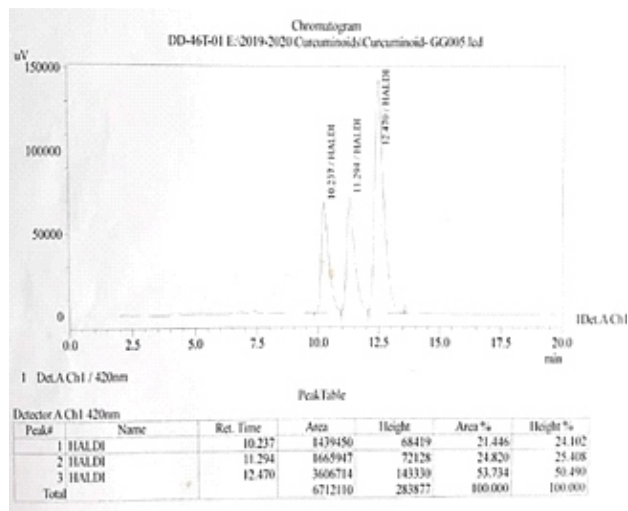 Chromatogram
DD-46T-01 E:\2019-2020 Curcuminoids\Curcuminoid- GG005.lcd
uV
150000
100000
50000
0
10.237 / HALDI
11.294 / HALDI
12.470 / HALDI
1Det.A Ch1
0.0 2.5 5.0 7.5 10.0 12.5 15.0 17.5 20.0
min
1 Det.A Ch1 / 420nm
PeakTable
Detector A Ch1 420nm
Peak# Name Ret. Time Area Height Area % Height %
1 HALDI 10.237 1439450 68419 21.446 24.102
2 HALDI 11.294 1665947 72128 24.820 25.408
3 HALDI 12.470 3606714 143330 53.734 50.490
Total 6712110 283877 100.000 100.000